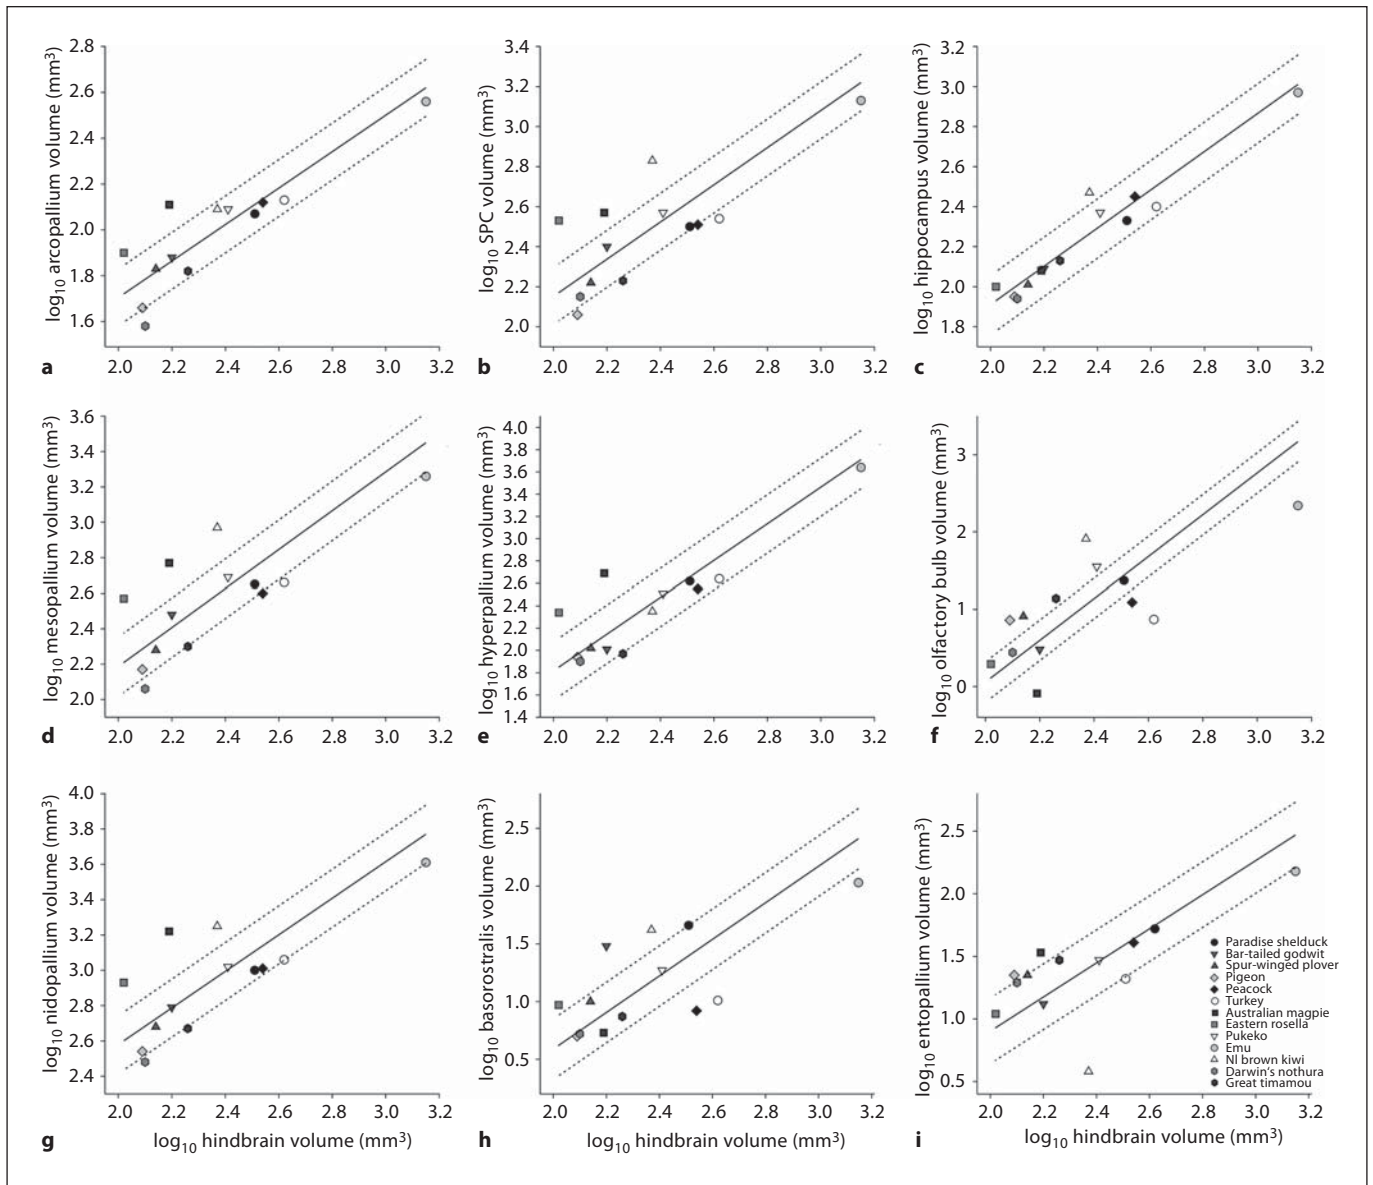 2.8
2.6
2.4
2.2
2.0
1.8
1.6
log10 arcopallium volume (mm3)
2.0 2.2 2.4 2.6 2.8 3.0 3.2
a
3.4
3.2
3.0
2.8
2.6
2.4
2.2
2.0
log10 SPC volume (mm3)
2.0 2.2 2.4 2.6 2.8 3.0 3.2
b
3.2
3.0
2.8
2.6
2.4
2.2
2.0
1.8
log10 hippocampus volume (mm3)
2.0 2.2 2.4 2.6 2.8 3.0 3.2
c
3.6
3.4
3.2
3.0
2.8
2.6
2.4
2.2
2.0
log10 mesopallium volume (mm3)
2.0 2.2 2.4 2.6 2.8 3.0 3.2
d
4.0
3.8
3.6
3.4
3.2
3.0
2.8
2.6
2.4
2.2
2.0
1.8
1.6
1.4
log10 hyperpallium volume (mm3)
2.0 2.2 2.4 2.6 2.8 3.0 3.2
e
3
2
1
0
log10 olfactory bulb volume (mm3)
2.0 2.2 2.4 2.6 2.8 3.0 3.2
f
4.0
3.8
3.6
3.4
3.2
3.0
2.8
2.6
2.4
log10 nidopallium volume (mm3)
2.0 2.2 2.4 2.6 2.8 3.0 3.2
g
log10 hindbrain volume (mm3)
2.5
2.0
1.5
1.0
0.5
log10 basorostralis volume (mm3)
2.0 2.2 2.4 2.6 2.8 3.0 3.2
h
log10 hindbrain volume (mm3)
2.5
2.0
1.5
1.0
0.5
log10 entopallium volume (mm3)
Paradise shelduck
Bar-tailed godwit
Spur-winged plover
Pigeon
Peacock
Turkey
Australian magpie
Eastern rosella
Pukeko
Emu
NI brown kiwi
Darwin's nothura
Great timamou
2.0 2.2 2.4 2.6 2.8 3.0 3.2
i
log10 hindbrain volume (mm3)